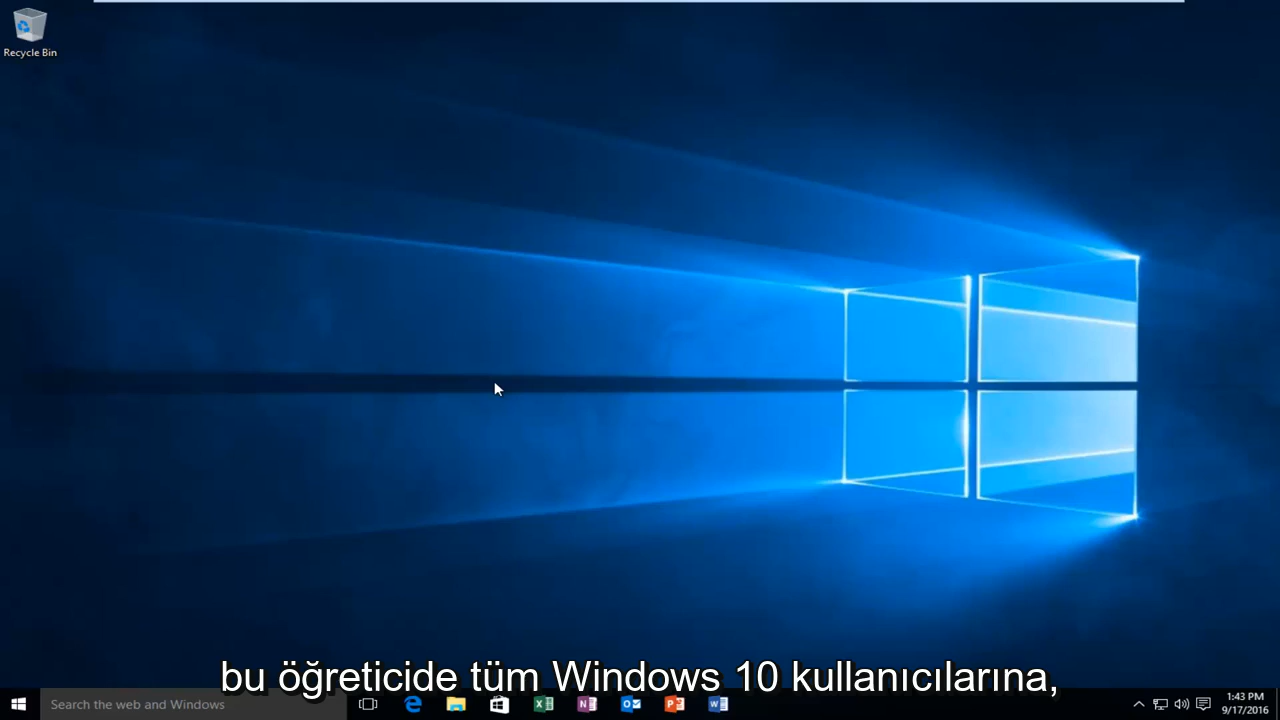 Recycle Bin
bu öğreticide tüm Windows 10 kullanıcılarına,
Search the web and Windows
1:43 PM
9/17/2016